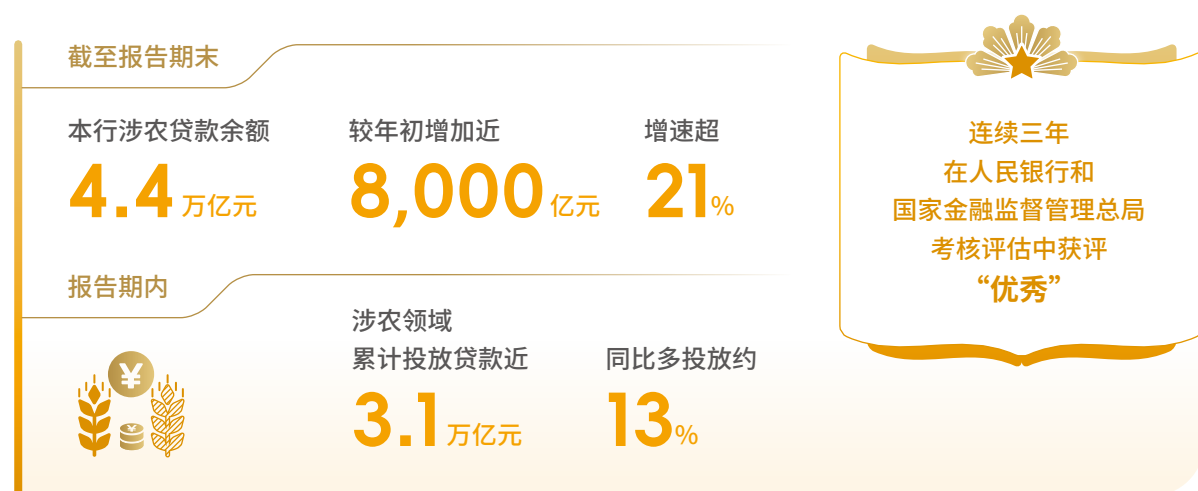 截至报告期末
本行涉农贷款余额
4.4万亿元
较年初增加近
8,000亿元
增速超
21%
报告期内
涉农领域
累计投放贷款近
3.1万亿元
同比多投放约
13%
连续三年
在人民银行和
国家金融监督管理总局
考核评估中获评
“优秀”
¥
¥